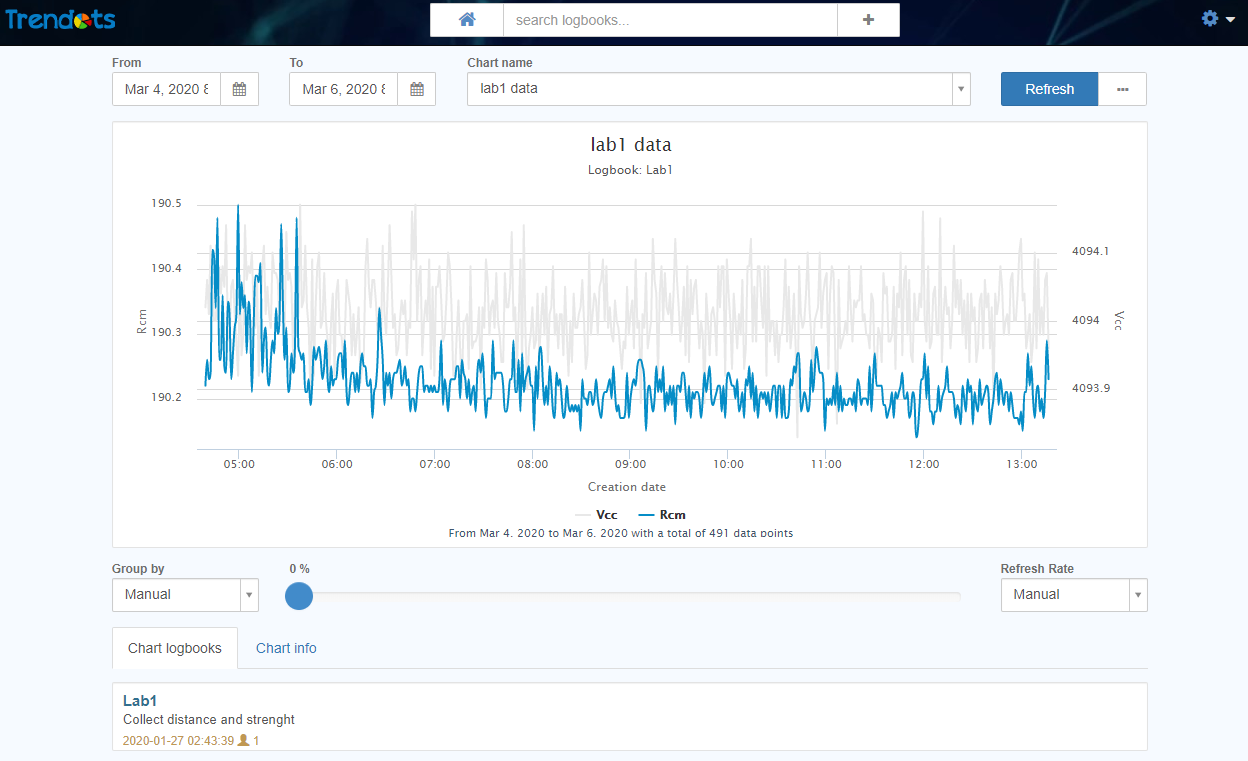 Trendots
search logbooks...
+
From To Chart name
Mar 4, 2020 8 Mar 6, 2020 8 lab1 data Refresh ...
lab1 data
Logbook: Lab1
190.5
190.4
190.3
190.2
Rcm
4094.1
4094
4093.9
Vcc
05:00 06:00 07:00 08:00 09:00 10:00 11:00 12:00 13:00
Creation date
Vcc Rcm
From Mar 4, 2020 to Mar 6, 2020 with a total of 491 data points
Group by 0 % Refresh Rate
Manual Manual
Chart logbooks Chart info
Lab1
Collect distance and strenght
2020-01-27 02:43:39 1